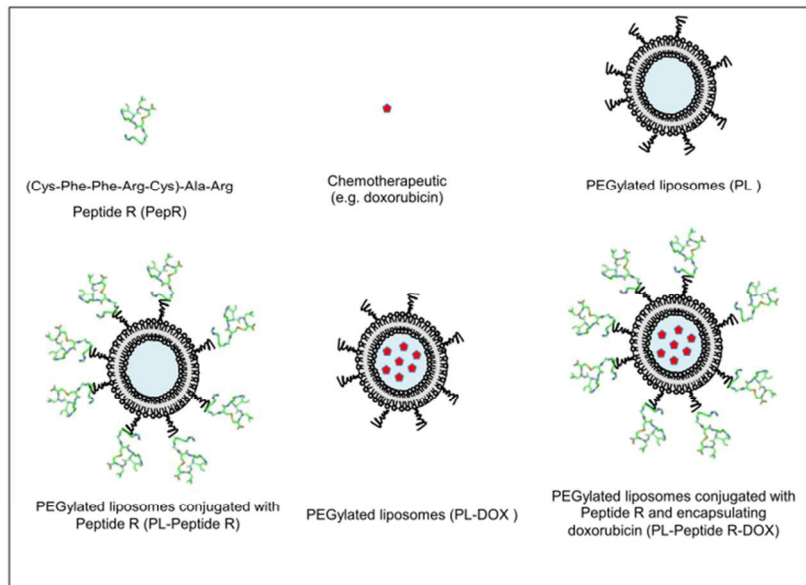 (Cys-Phe-Phe-Arg-Cys)-Ala-Arg
Peptide R (PepR)
Chemotherapeutic
(e.g. doxorubicin)
PEGylated liposomes (PL )
PEGylated liposomes conjugated with
Peptide R (PL-Peptide R)
PEGylated liposomes (PL-DOX )
PEGylated liposomes conjugated with
Peptide R and encapsulating
doxorubicin (PL-Peptide R-DOX)